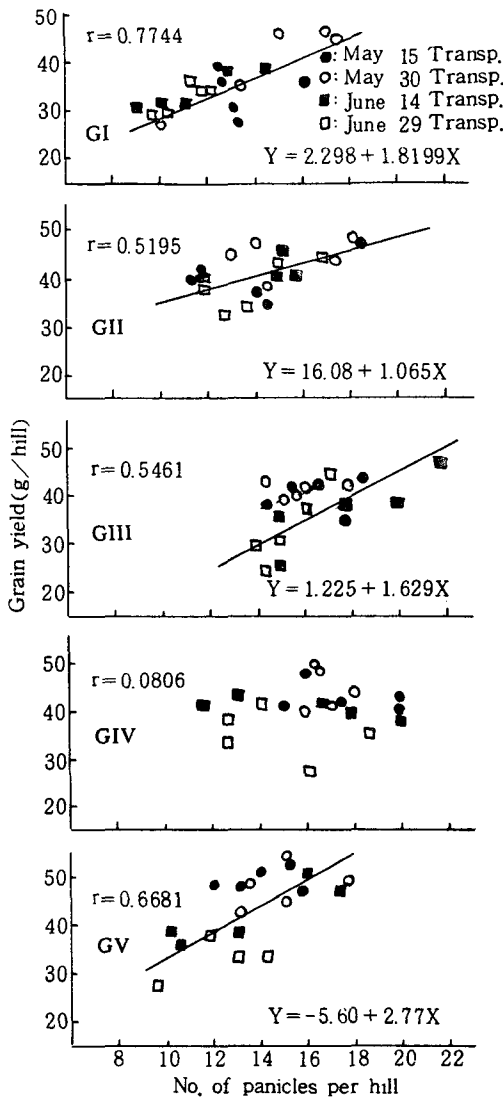 r=0.7744
●: May 15 Transp.
○: May 30 Transp.
■: June 14 Transp.
□: June 29 Transp.
GI
Y = 2.298 + 1.8199X
50
40
30
20
r=0.5195
GII
Y = 16.08 + 1.065X
50
40
30
20
r=0.5461
GIII
Y = 1.225 + 1.629X
50
40
30
20
r=0.0806
GIV
50
40
30
20
r=0.6681
GV
Y = -5.60 + 2.77X
50
40
30
20
8 10 12 14 16 18 20 22
No. of panicles per hill
Grain yield(g/hill)